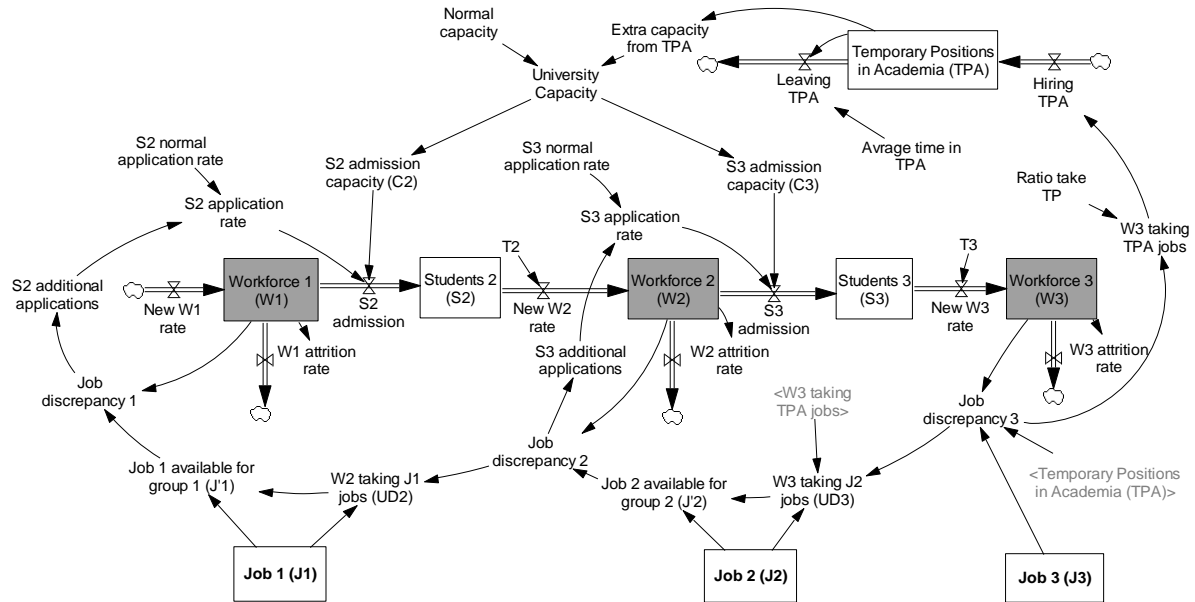 Normal
capacity
Extra capacity
from TPA
Temporary Positions
in Academia (TPA)
Leaving
TPA
Hiring
TPA
University
Capacity
Avrage time in
TPA
S2 normal
application rate
S2 admission
capacity (C2)
S3 normal
application rate
S3 admission
capacity (C3)
Ratio take
TP
S2 application
rate
S3 application
rate
W3 taking
TPA jobs
S2 additional
applications
New W1
rate
Workforce 1
(W1)
S2
admission
Students 2
(S2)
T2
New W2
rate
Workforce 2
(W2)
S3
admission
Students 3
(S3)
T3
New W3
rate
Workforce 3
(W3)
W1 attrition
rate
S3 additional
applications
W2 attrition
rate
W3 attrition
rate
Job
discrepancy 1
Job
discrepancy 2
<W3 taking
TPA jobs>
Job
discrepancy 3
Job 1 available for
group 1 (J'1)
W2 taking J1
jobs (UD2)
Job 2 available for
group 2 (J'2)
W3 taking J2
jobs (UD3)
<Temporary Positions
in Academia (TPA)>
Job 1 (J1)
Job 2 (J2)
Job 3 (J3)